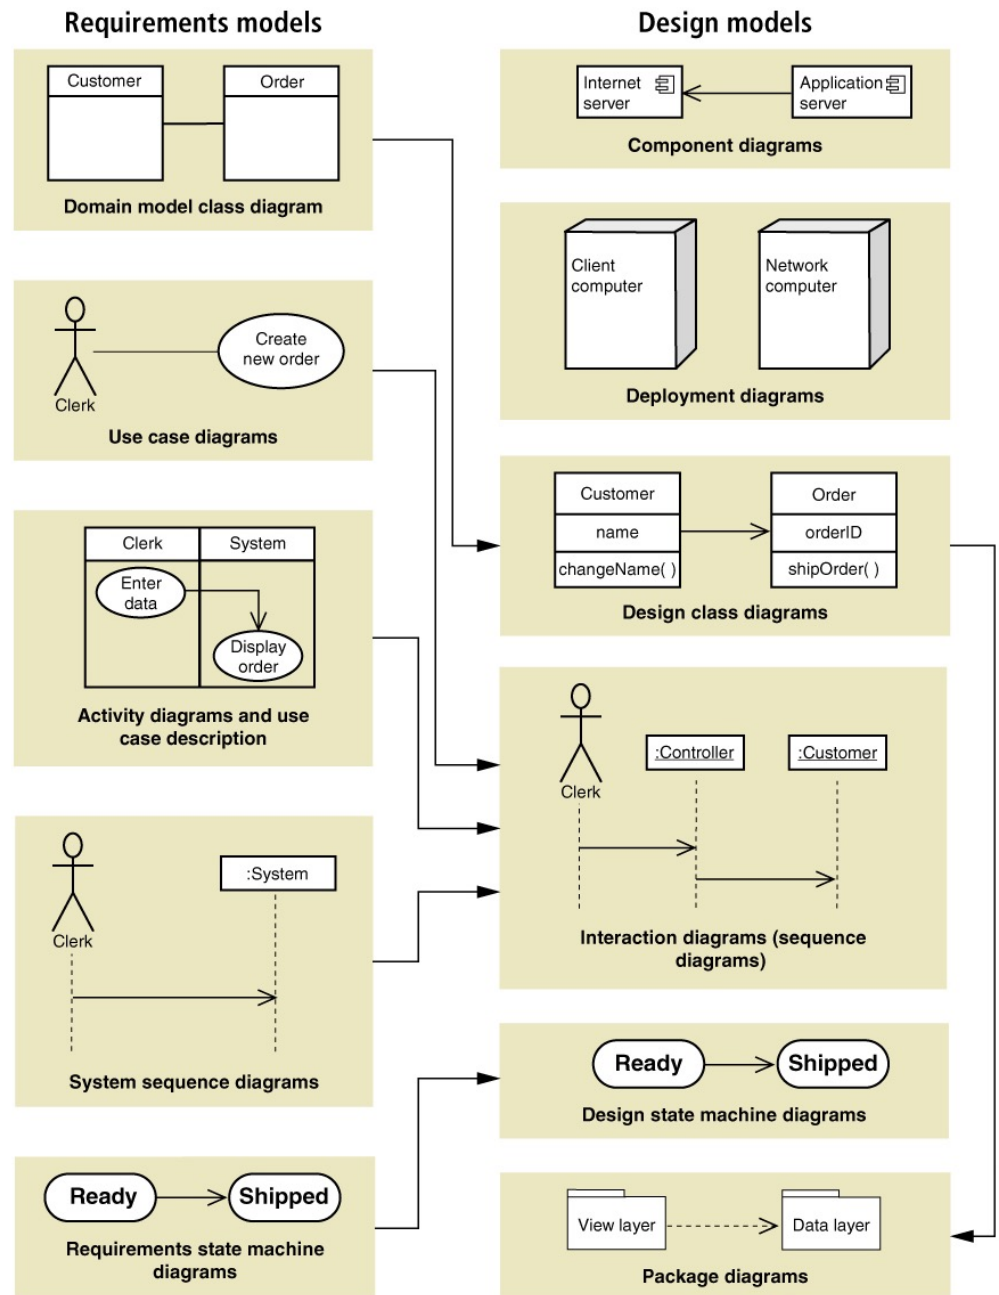 Requirements models
Customer
Order
Domain model class diagram
Clerk
Create
new order
Use case diagrams
Clerk
System
Enter
data
Display
order
Activity diagrams and use
case description
Clerk
:System
System sequence diagrams
Ready
Shipped
Requirements state machine
diagrams
Design models
Internet
server
Application
server
Component diagrams
Client
computer
Network
computer
Deployment diagrams
Customer
name
changeName( )
Order
orderID
shipOrder( )
Design class diagrams
Clerk
:Controller
:Customer
Interaction diagrams (sequence
diagrams)
Ready
Shipped
Design state machine diagrams
View layer
Data layer
Package diagrams